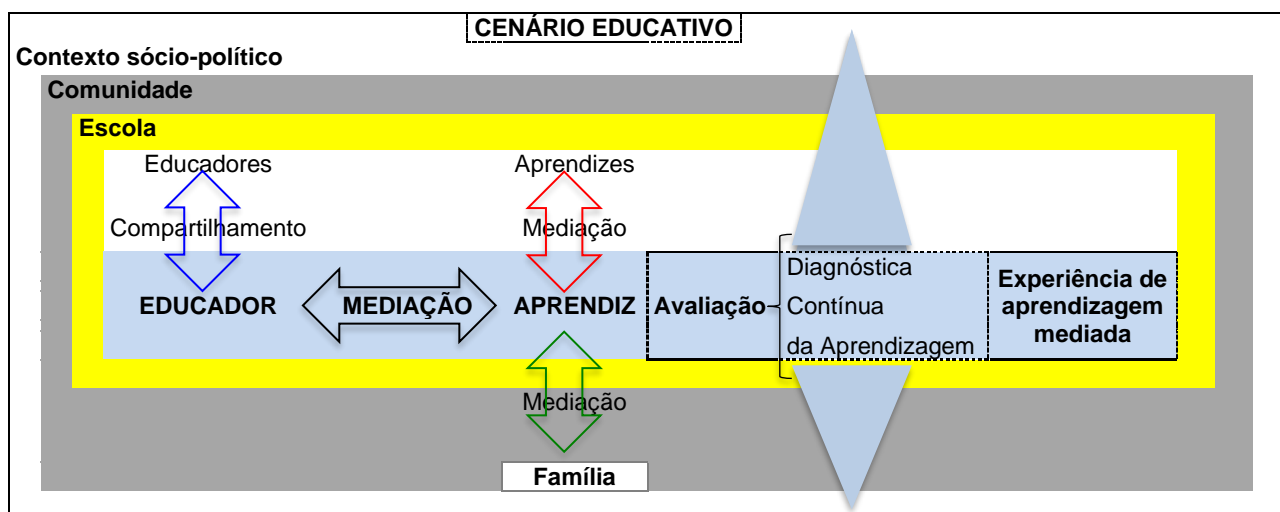 CENÁRIO EDUCATIVO
Contexto sócio-político
Comunidade
Escola
Educadores
Aprendizes
Compartilhamento
Mediação
EDUCADOR
MEDIAÇÃO
APRENDIZ
Avaliação
Diagnóstica
Contínua
da Aprendizagem
Experiência de
aprendizagem
mediada
Mediação
Família